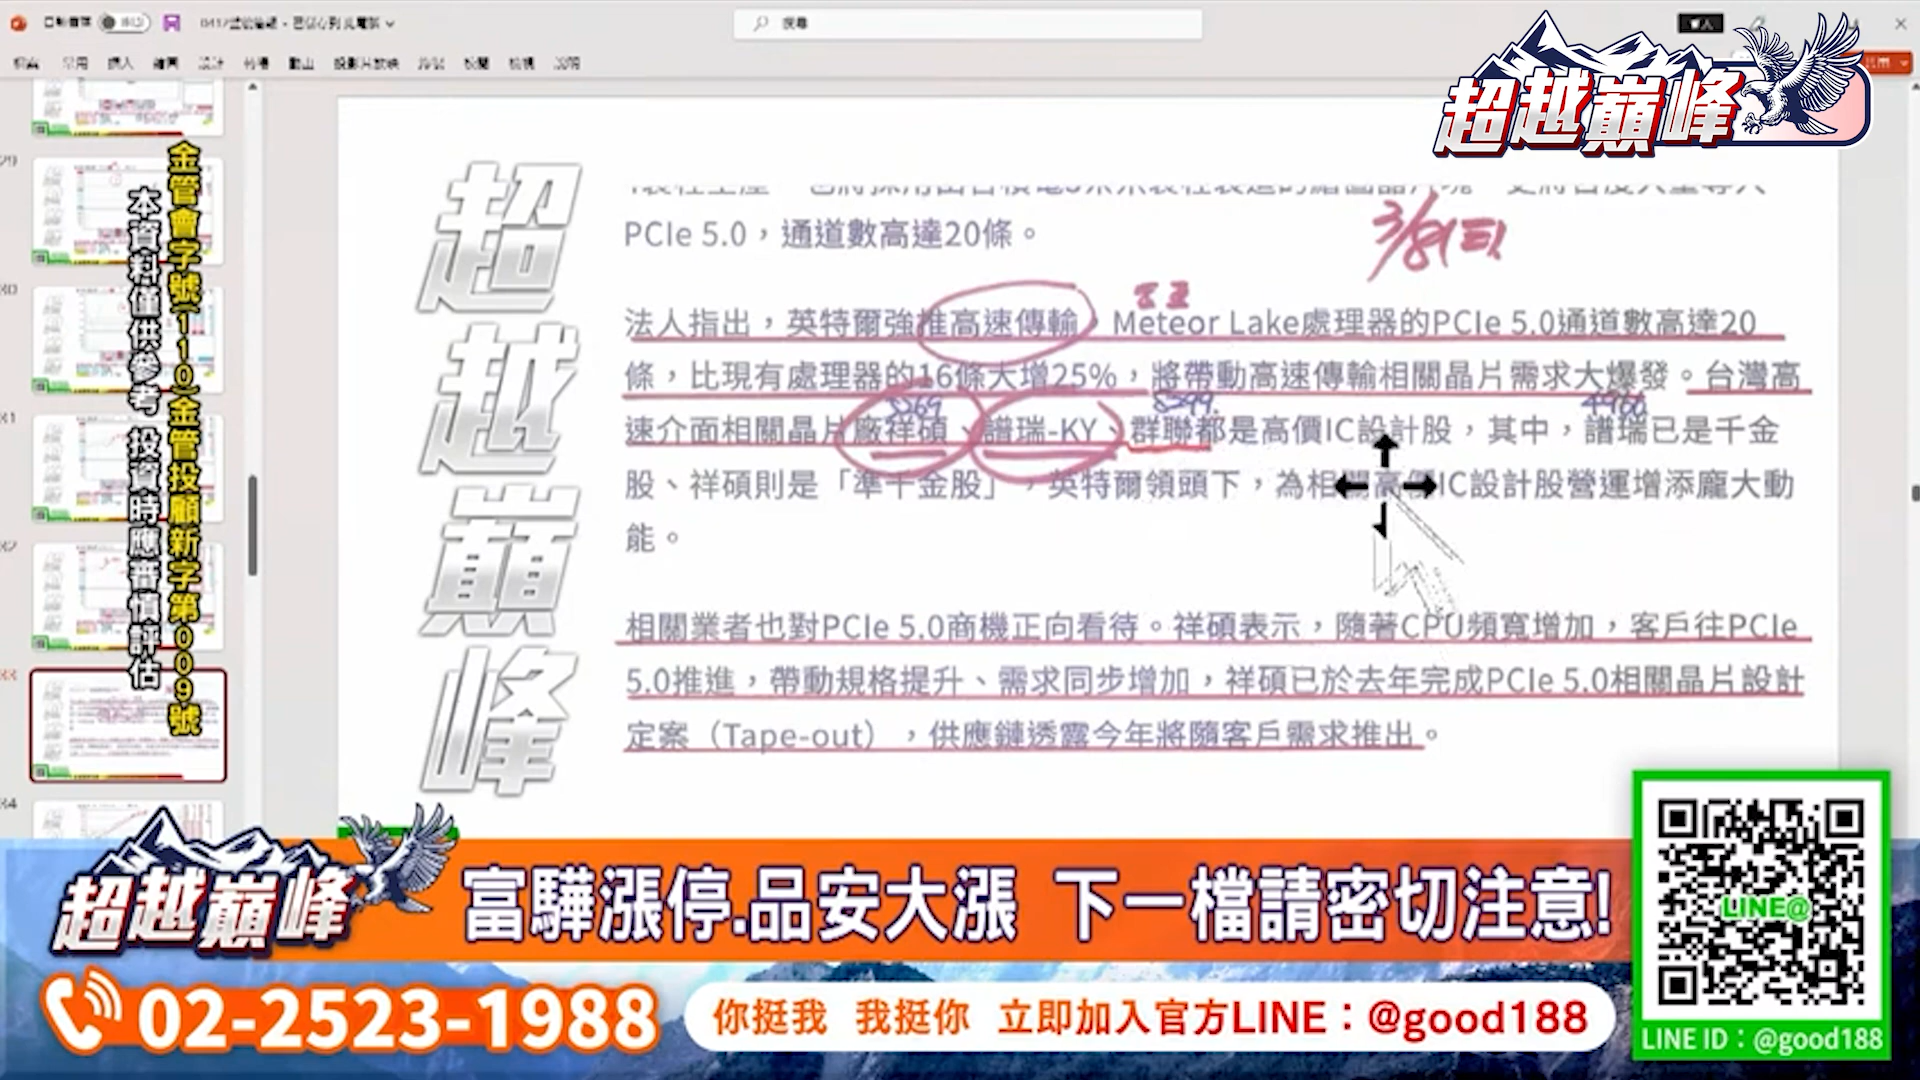 搜尋
超越巔峰
金管會字號(110)金管投顧新字第009號
本資料僅供參考 投資時應審慎評估
超越巔峰
PCIe 5.0，通道數高達20條。
3/8(三)
法人指出，英特爾強推高速傳輸，Meteor Lake處理器的PCIe 5.0通道數高達20
條，比現有處理器的16條大增25%，將帶動高速傳輸相關晶片需求大爆發。台灣高
5269
8299.
4966
速介面相關晶片廠祥碩、譜瑞-KY、群聯都是高價IC設計股，其中，譜瑞已是千金
股、祥碩則是「準千金股」，英特爾領頭下，為相關高價IC設計股營運增添龐大動
能。
相關業者也對PCIe 5.0商機正向看待。祥碩表示，隨著CPU頻寬增加，客戶往PCIe
5.0推進，帶動規格提升、需求同步增加，祥碩已於去年完成PCIe 5.0相關晶片設計
定案（Tape-out），供應鏈透露今年將隨客戶需求推出。
超越巔峰
富驊漲停.品安大漲 下一檔請密切注意!
02-2523-1988
你挺我 我挺你 立即加入官方LINE：@good188
LINE@
LINE ID：@good188